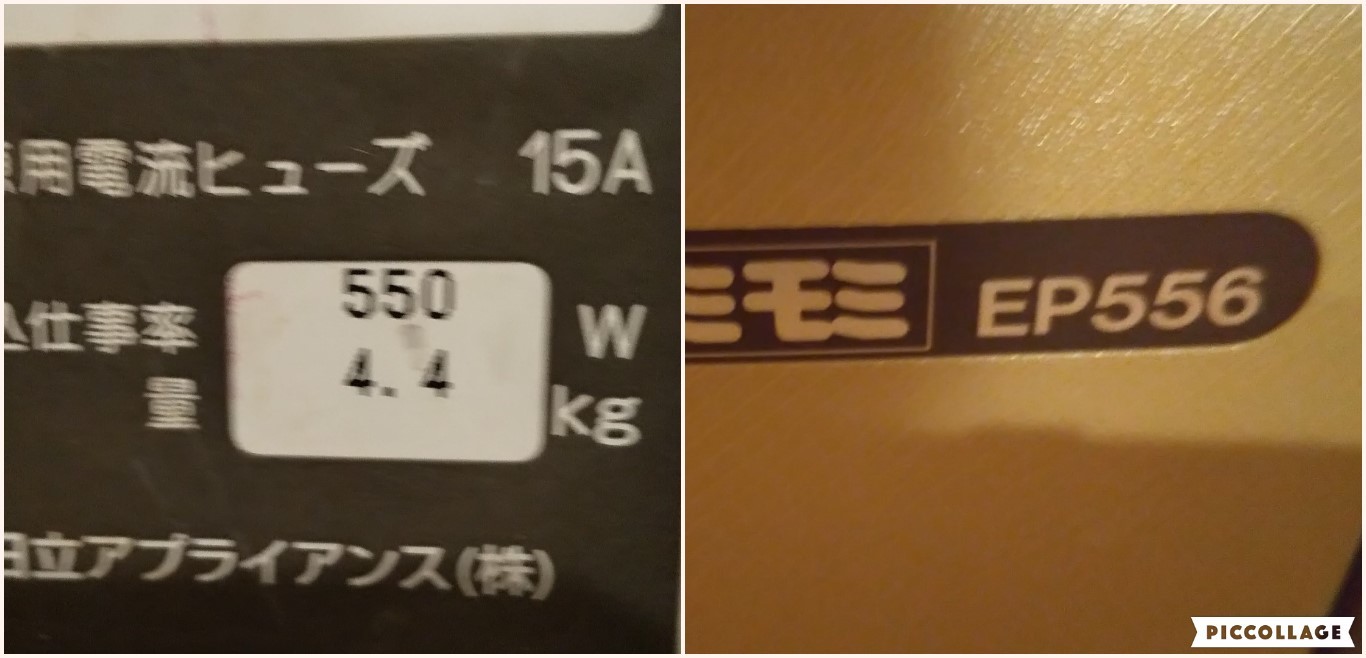 用電流ヒューズ 15A
仕事率 550 W
量 4.4 kg
日立アプライアンス(株)
ミモミ EP556
PICCOLLAGE